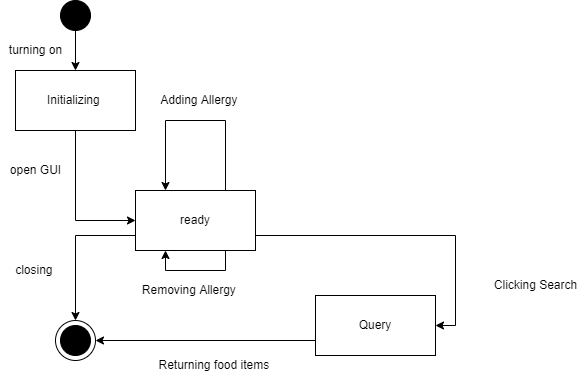 turning on
Initializing
Adding Allergy
open GUI
ready
closing
Removing Allergy
Clicking Search
Query
Returning food items